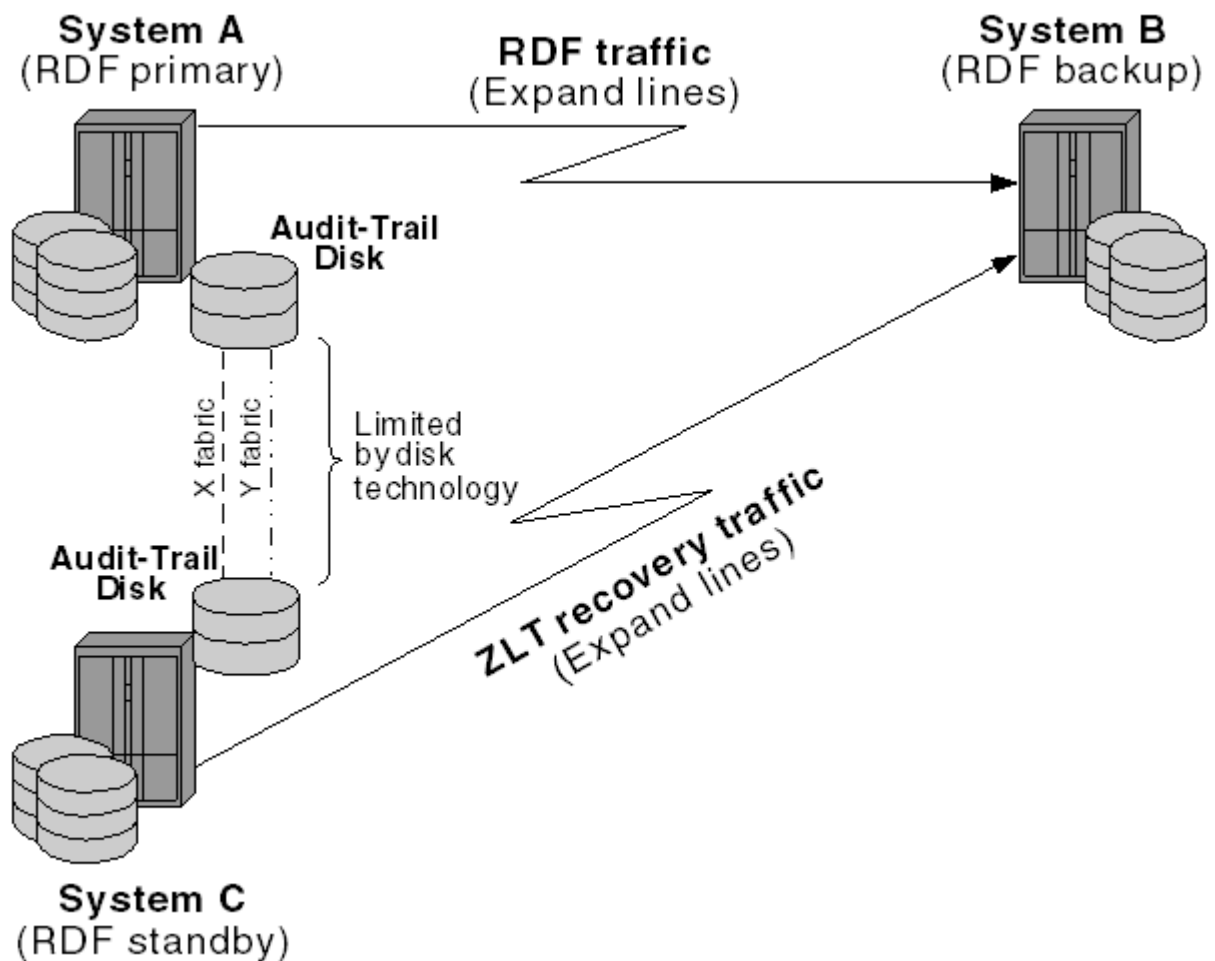 System A
(RDF primary)
RDF traffic
(Expand lines)
System B
(RDF backup)
Audit-Trail
Disk
X fabric
Y fabric
Limited
by disk
technology
Audit-Trail
Disk
ZLT recovery traffic
(Expand lines)
System C
(RDF standby)